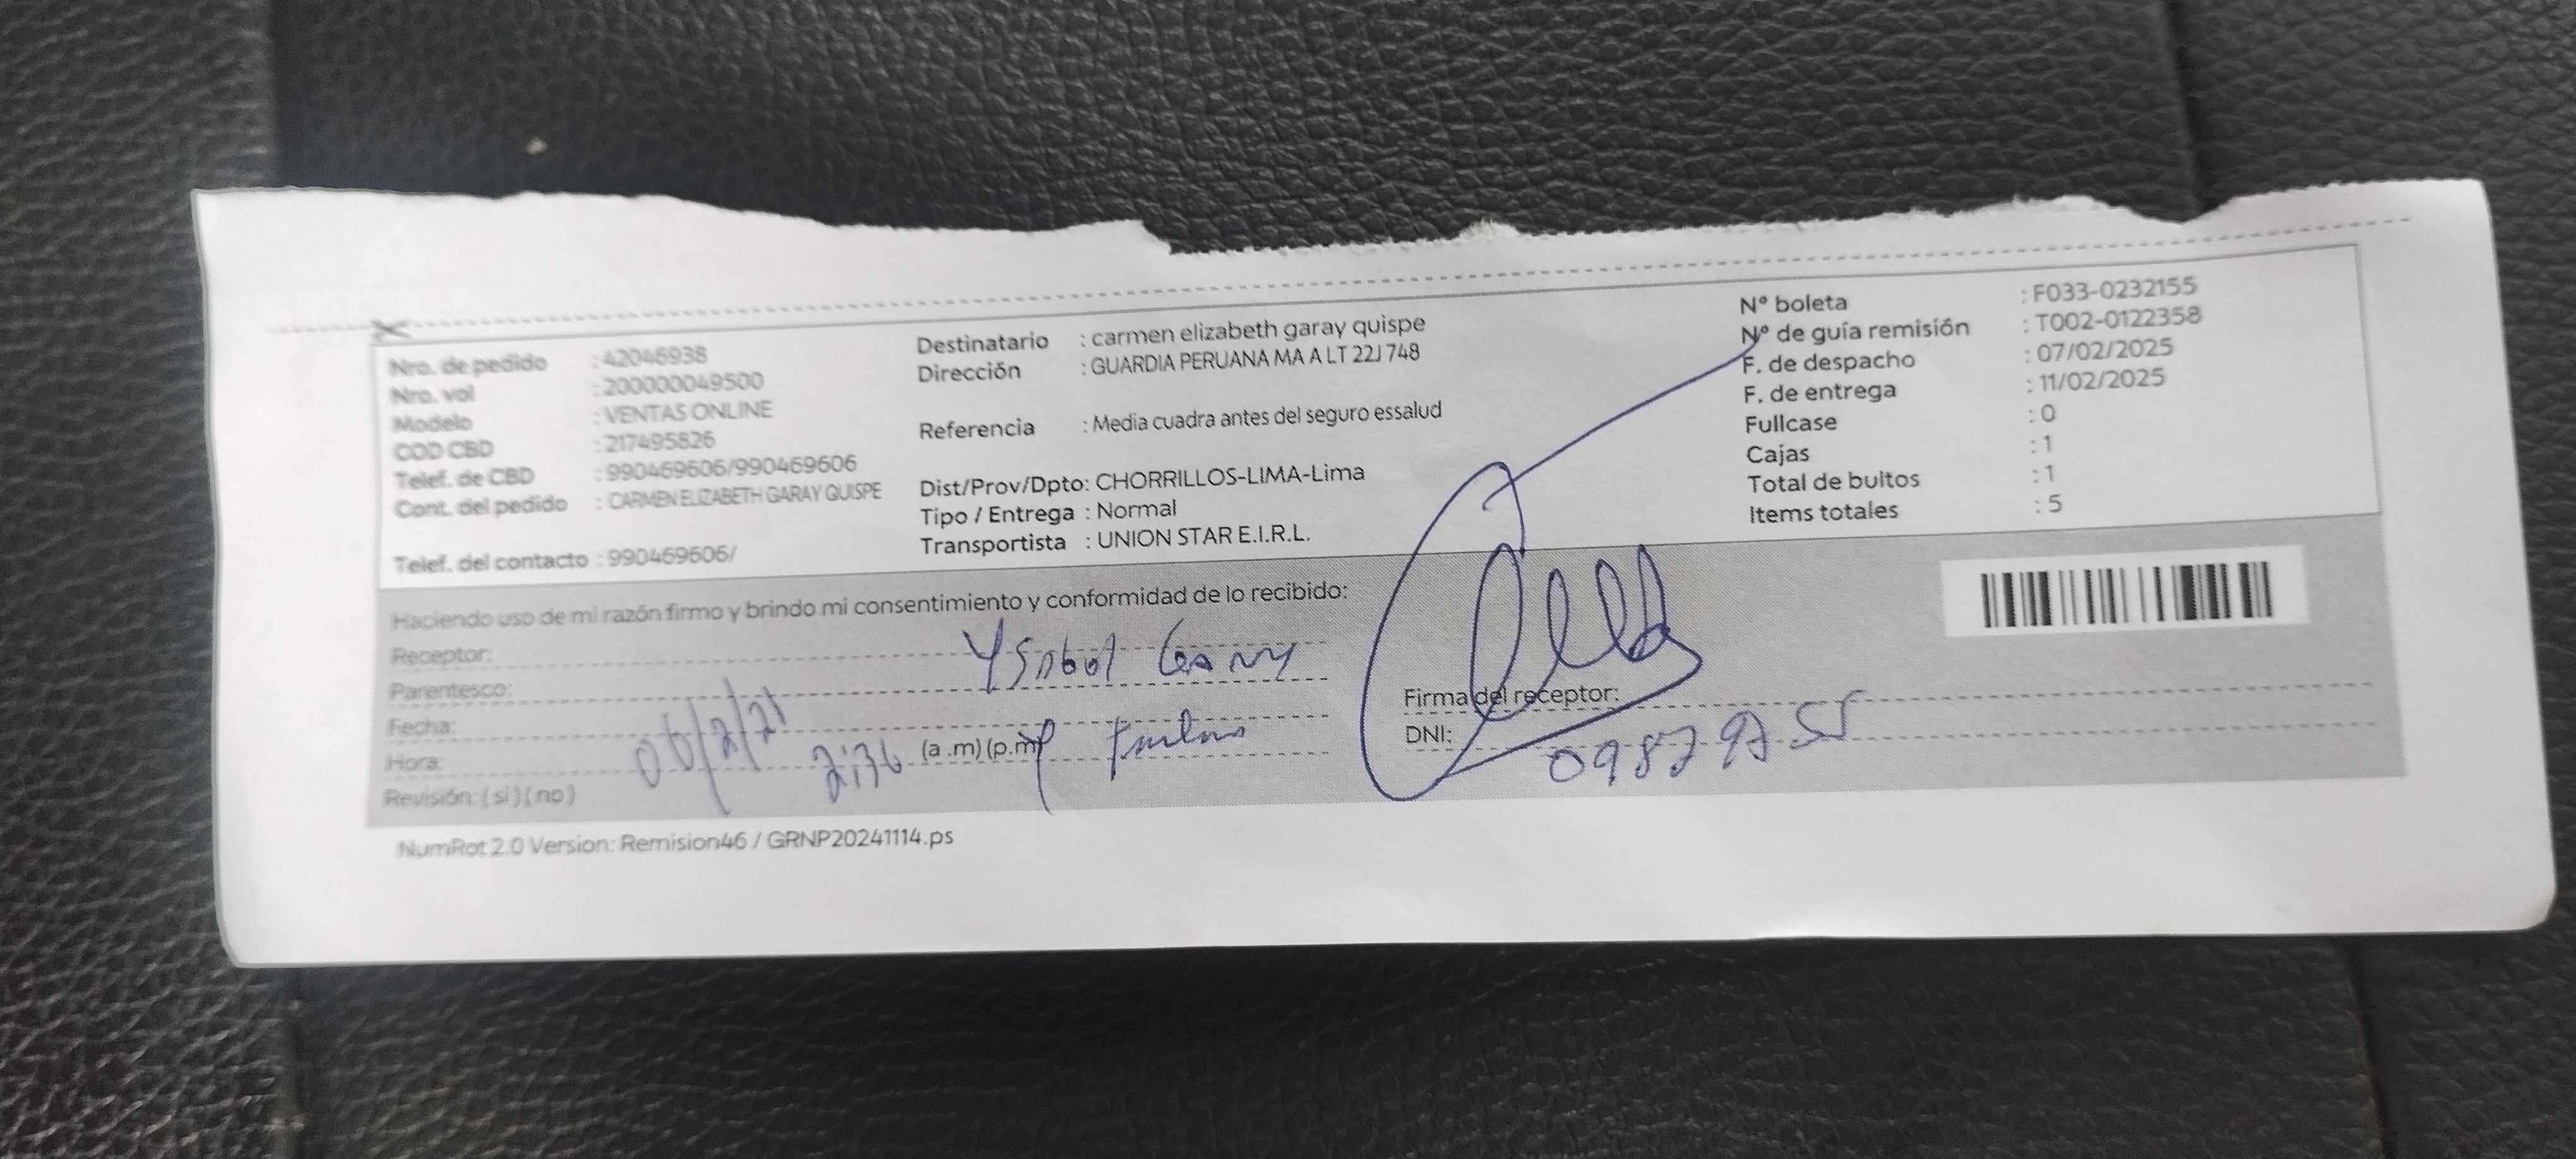 Nro. de pedido : 42046938
Nro. vol : 200000049500
Modelo : VENTAS ONLINE
COD CBD : 217495826
Telef. de CBD : 990469606/990469606
Cont. del pedido : CARMEN ELIZABETH GARAY QUISPE
Telef. del contacto : 990469606/
Destinatario : carmen elizabeth garay quispe
Dirección : GUARDIA PERUANA MA A LT 22J 748
Referencia : Media cuadra antes del seguro essalud
Dist/Prov/Dpto: CHORRILLOS-LIMA-Lima
Tipo / Entrega : Normal
Transportista : UNION STAR E.I.R.L.
Nº boleta : F033-0232155
Nº de guía remisión : T002-0122358
F. de despacho : 07/02/2025
F. de entrega : 11/02/2025
Fullcase : 0
Cajas : 1
Total de bultos : 1
Items totales : 5
Haciendo uso de mi razón firmo y brindo mi consentimiento y conformidad de lo recibido:
Receptor:
Parentesco:
Fecha:
Hora: (a .m) (p.m)
Revisión: ( si ) ( no )
Firma del receptor:
DNI:
NumRot 2.0 Version: Remision46 / GRNP20241114.ps